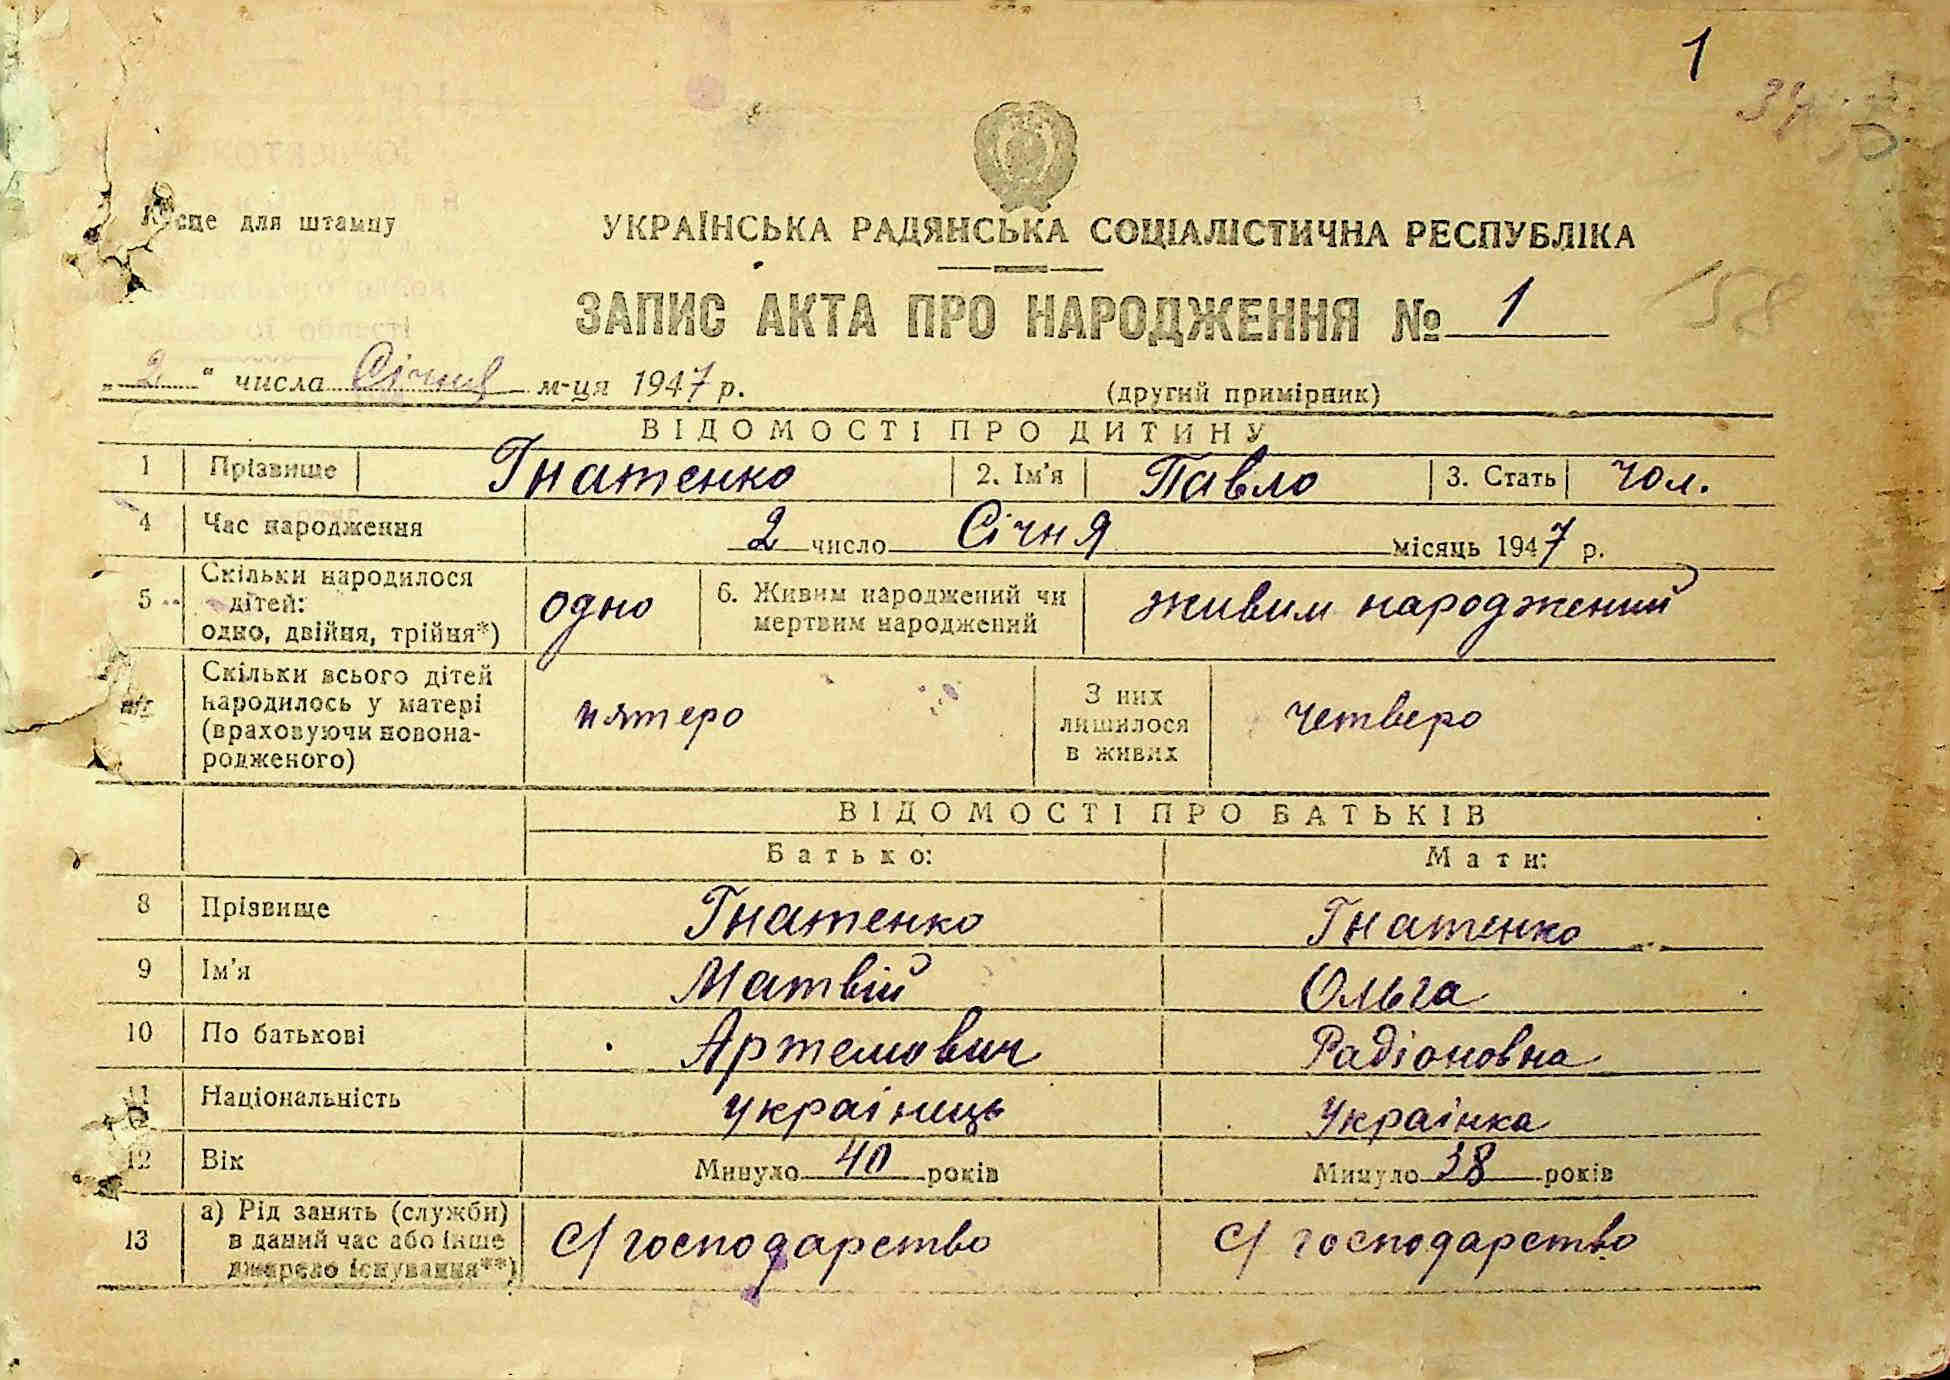 1
34
Місце для штампу
УКРАЇНСЬКА РАДЯНСЬКА СОЦІАЛІСТИЧНА РЕСПУБЛІКА
158
ЗАПИС АКТА ПРО НАРОДЖЕННЯ № 1
„ 2 “ числа Січня м-ця 1947 р.
(другий примірник)
ВІДОМОСТІ ПРО ДИТИНУ
1 Прізвище Гнатенко 2. Ім'я Павло 3. Стать чол.
4 Час народження 2 число Січня місяць 1947 р.
5 Скільки народилося дітей: одно, двійня, трійня*) одно 6. Живим народжений чи мертвим народжений живим народжений
Скільки всього дітей народилось у матері (враховуючи новонародженого) пятеро З них лишилося в живих четверо
ВІДОМОСТІ ПРО БАТЬКІВ
Батько: Мати:
8 Прізвище Гнатенко Гнатенко
9 Ім'я Матвій Ольга
10 По батькові Артемович Радіоновна
11 Національність українець Українка
12 Вік Минуло 40 років Минуло 38 років
13 а) Рід занять (служби) в даний час або інше джерело існування**) С/господарство с/господарство